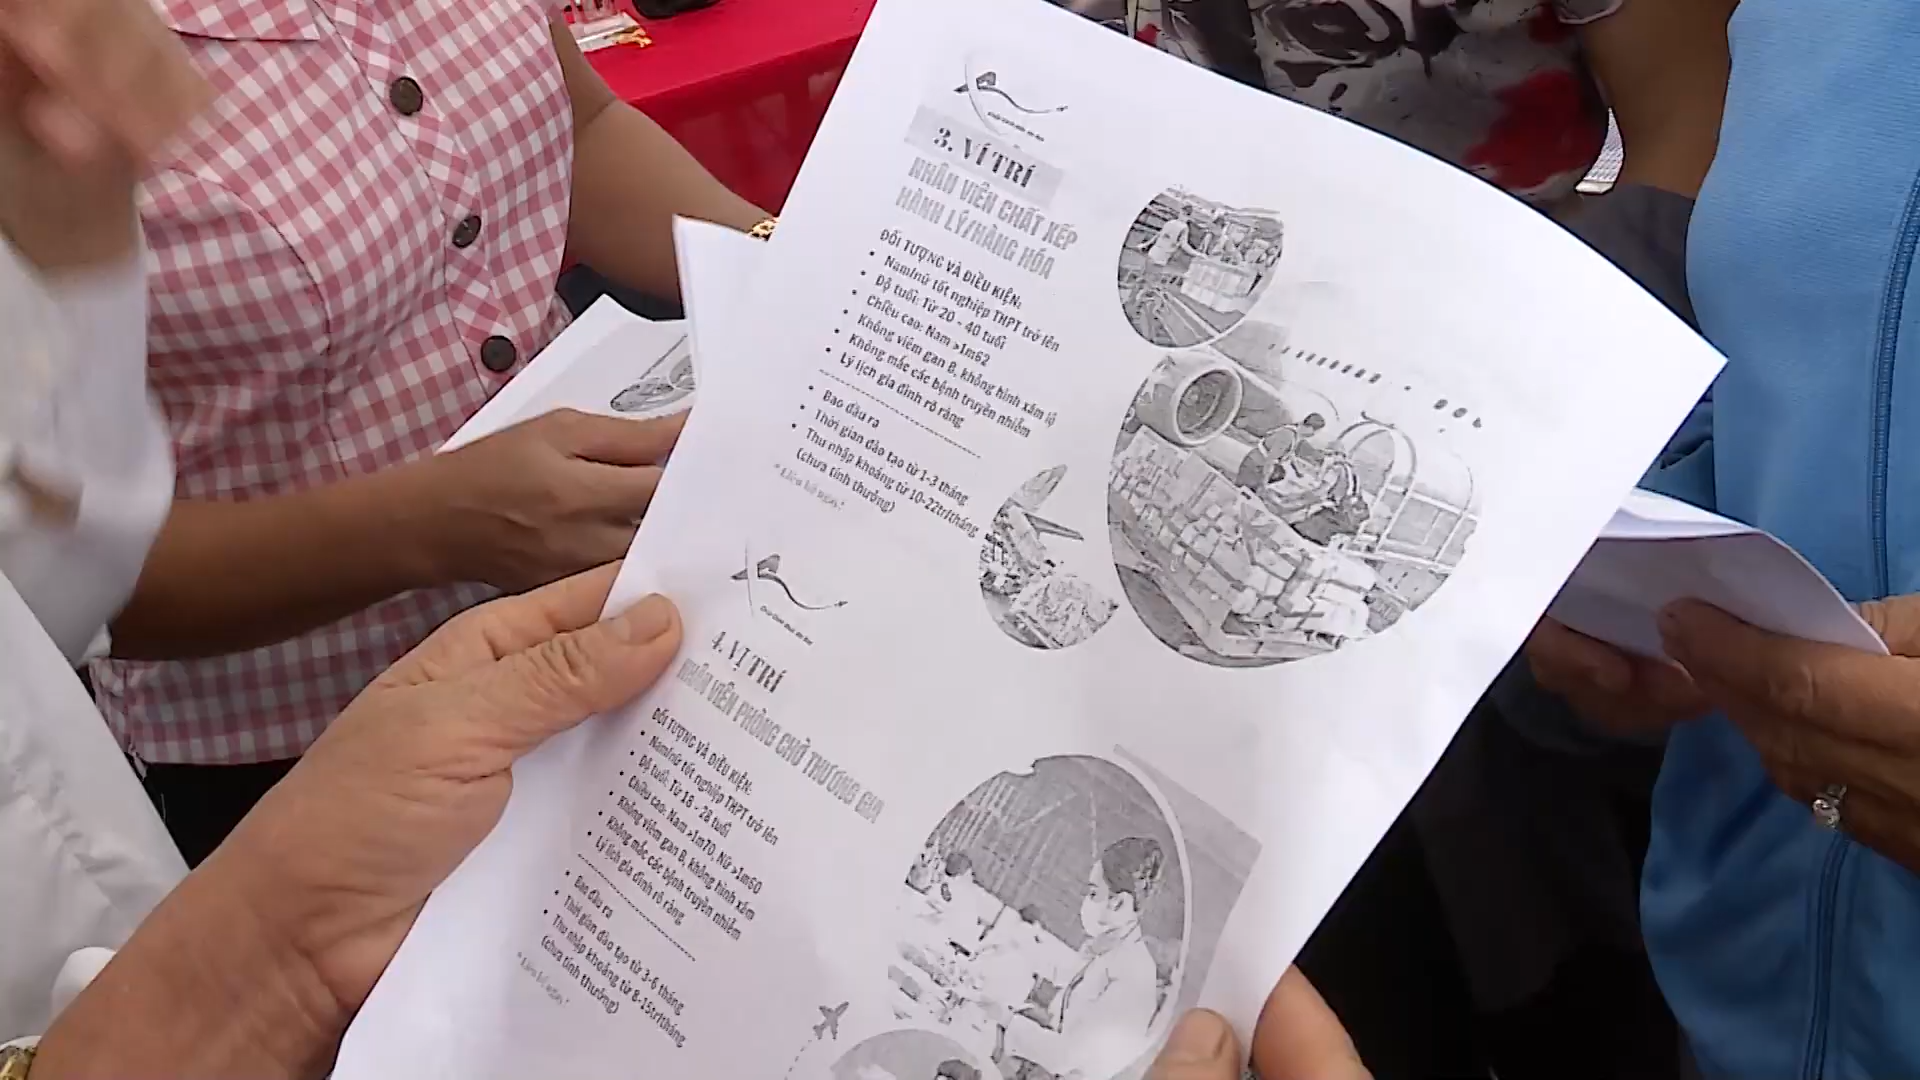 3. VỊ TRÍ
NHÂN VIÊN CHẤT XẾP
HÀNH LÝ/HÀNG HÓA
ĐỐI TƯỢNG VÀ ĐIỀU KIỆN:
• Nam/nữ tốt nghiệp THPT trở lên
• Độ tuổi: Từ 20 - 40 tuổi
• Chiều cao: Nam >1m62
• Không viêm gan B, không hình xăm lộ
• Không mắc các bệnh truyền nhiễm
• Lý lịch gia đình rõ ràng
• Bao đầu ra
• Thời gian đào tạo từ 1-3 tháng
• Thu nhập khoảng từ 10-22tr/tháng
(chưa tính thưởng)
4. VỊ TRÍ
NHÂN VIÊN PHÒNG CHỜ THƯƠNG GIA
ĐỐI TƯỢNG VÀ ĐIỀU KIỆN:
• Nam/nữ tốt nghiệp THPT trở lên
• Độ tuổi: Từ 18 - 28 tuổi
• Chiều cao: Nam >1m70, Nữ >1m60
• Không viêm gan B, không hình xăm
• Không mắc các bệnh truyền nhiễm
• Lý lịch gia đình rõ ràng
• Bao đầu ra
• Thời gian đào tạo từ 3-6 tháng
• Thu nhập khoảng từ 8-15tr/tháng
(chưa tính thưởng)